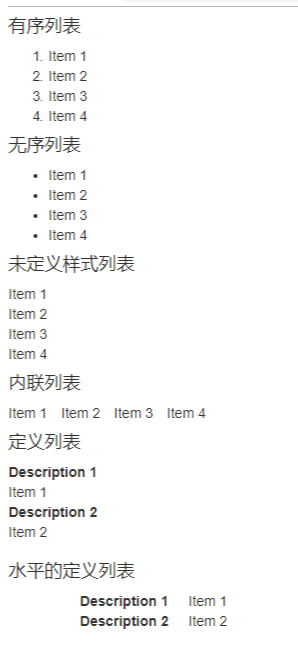 有序列表
1. Item 1
2. Item 2
3. Item 3
4. Item 4
无序列表
• Item 1
• Item 2
• Item 3
• Item 4
未定义样式列表
Item 1
Item 2
Item 3
Item 4
内联列表
Item 1 Item 2 Item 3 Item 4
定义列表
Description 1
Item 1
Description 2
Item 2
水平的定义列表
Description 1 Item 1
Description 2 Item 2